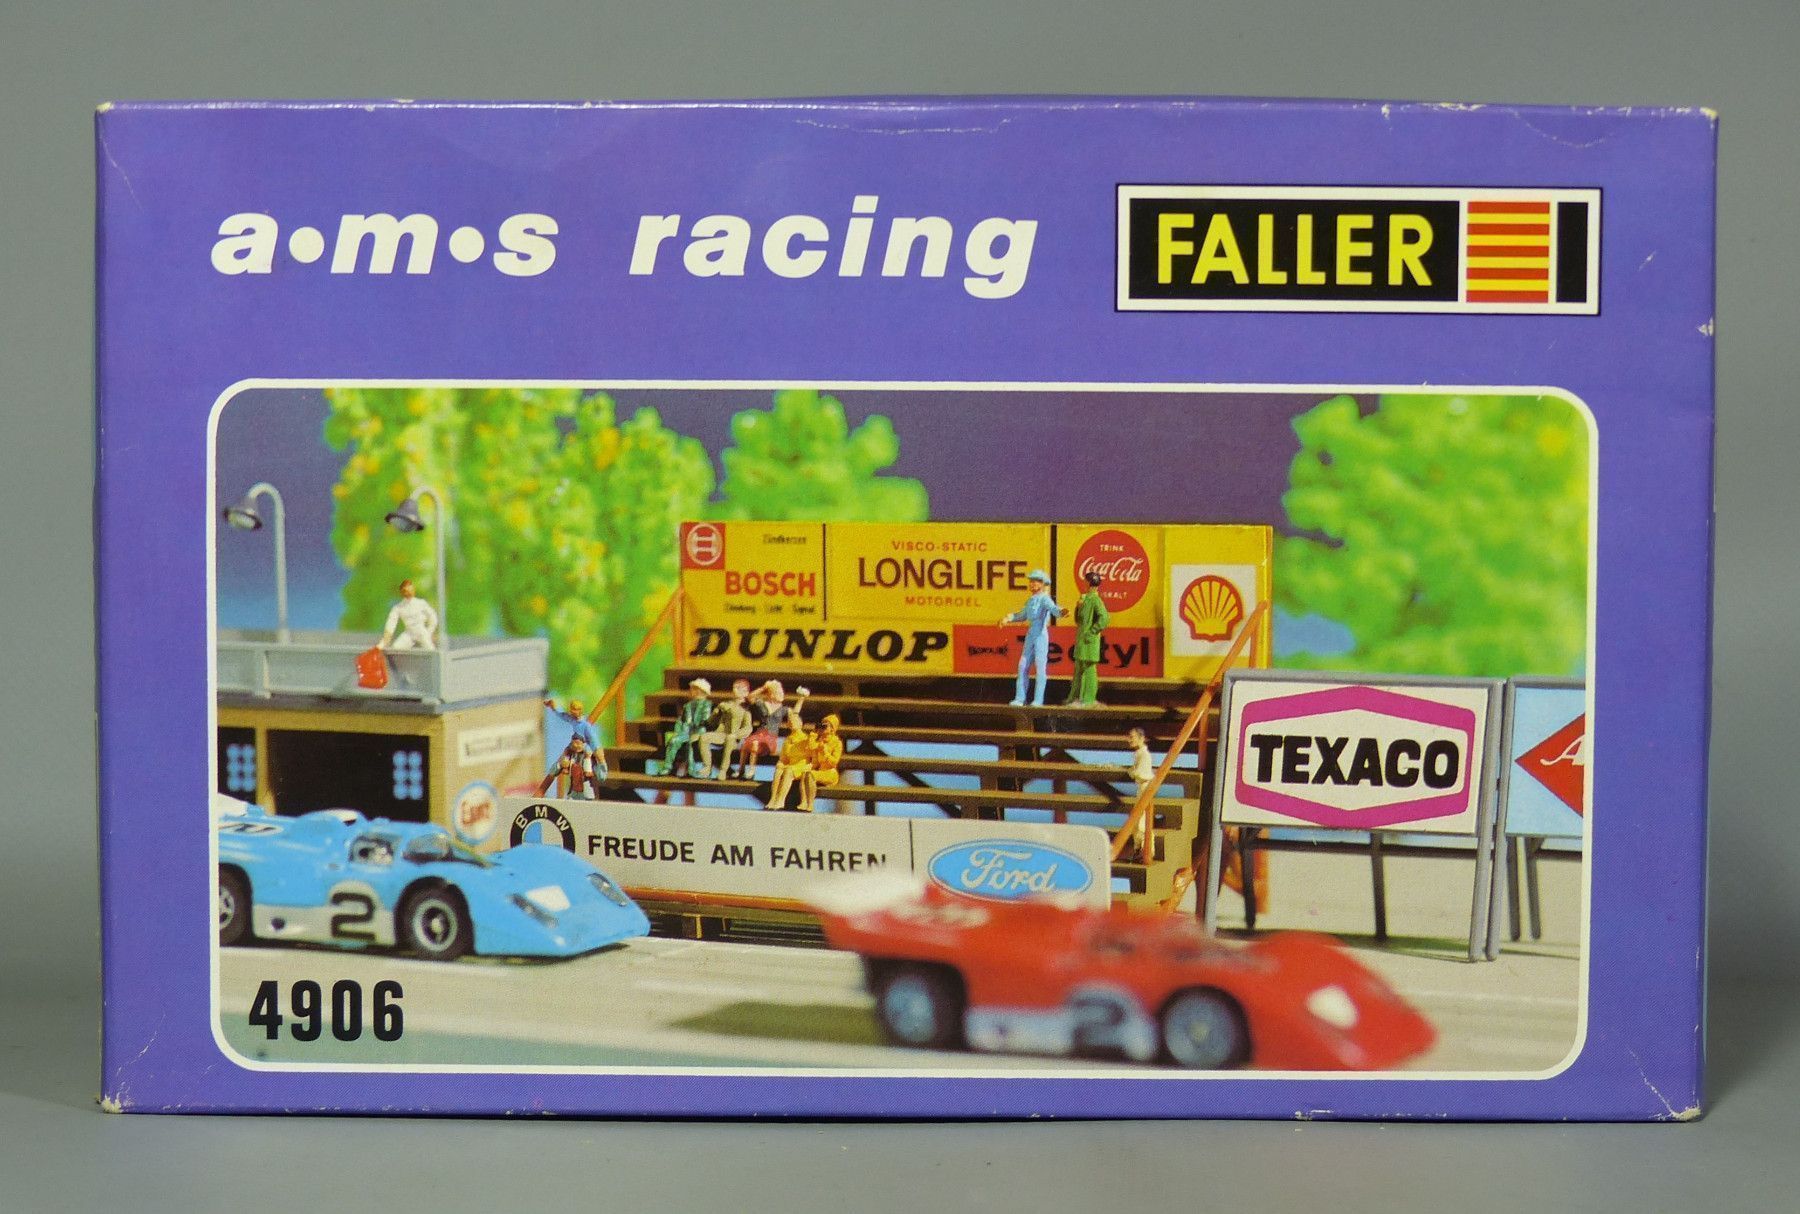 a•m•s racing
FALLER
BOSCH
VISCO-STATIC
LONGLIFE
MOTOROEL
TRINK
Coca-Cola
DUNLOP
TEXACO
Esso
BMW
FREUDE AM FAHREN
Ford
2
2
4906